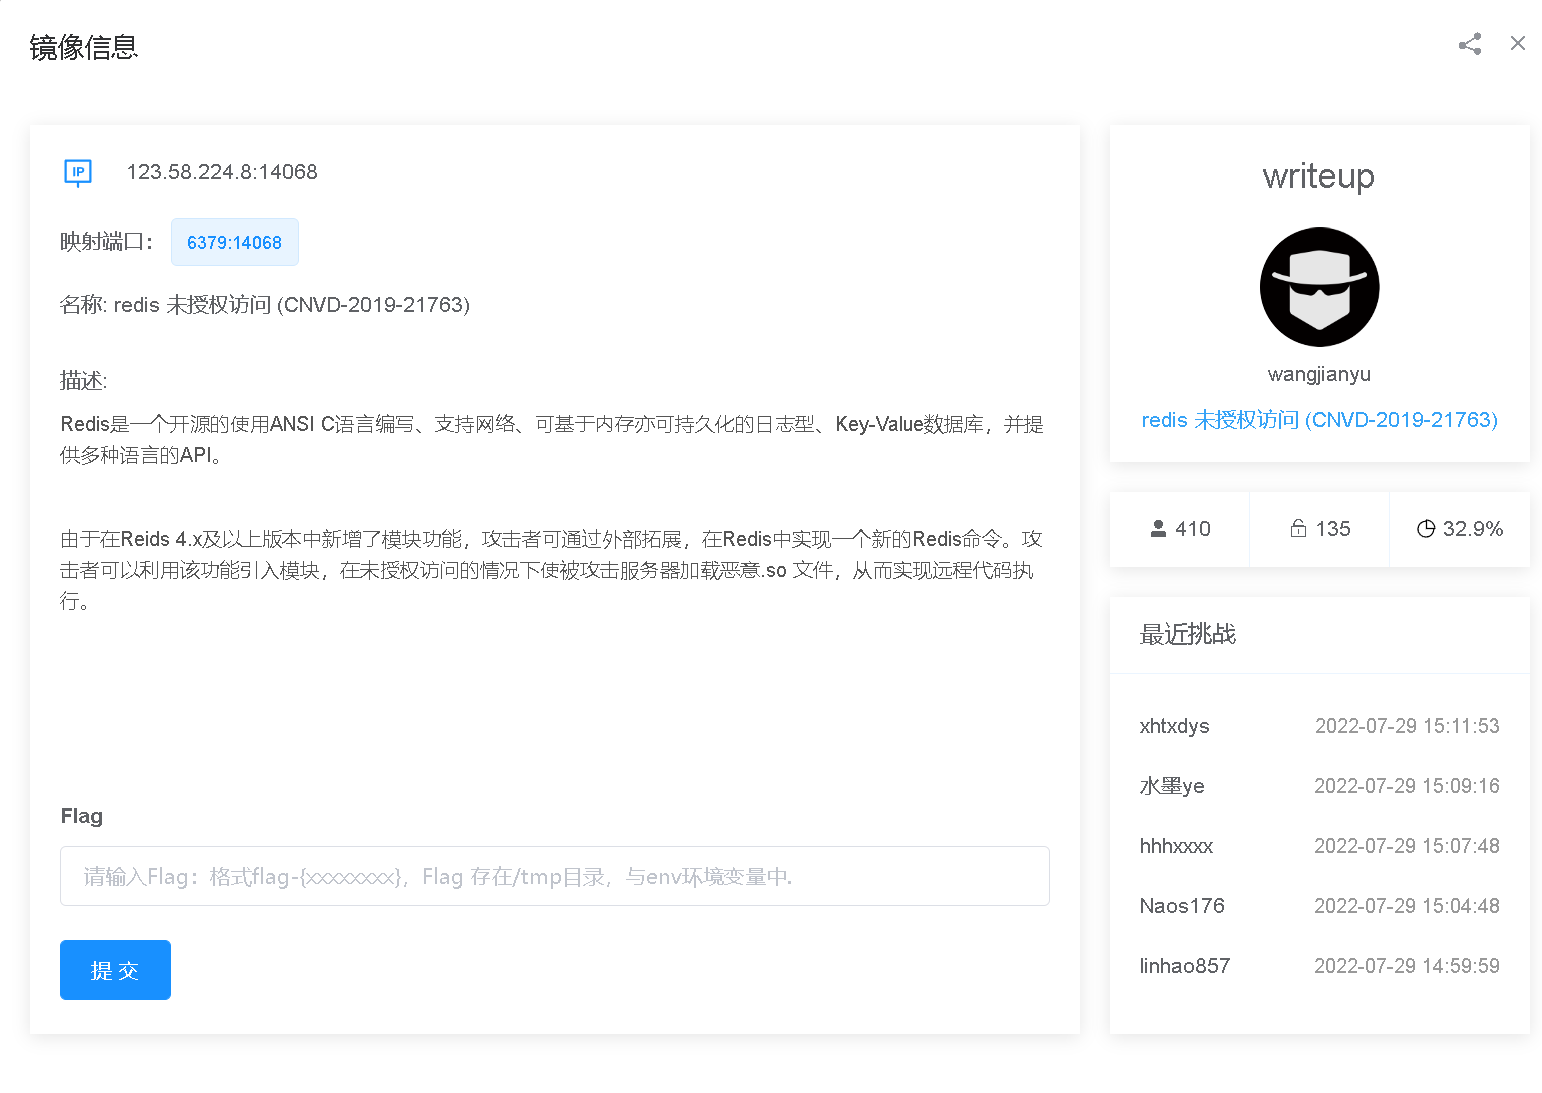 镜像信息
IP 123.58.224.8:14068
映射端口： 6379:14068
名称: redis 未授权访问 (CNVD-2019-21763)
描述:
Redis是一个开源的使用ANSI C语言编写、支持网络、可基于内存亦可持久化的日志型、Key-Value数据库，并提
供多种语言的API。
由于在Reids 4.x及以上版本中新增了模块功能，攻击者可通过外部拓展，在Redis中实现一个新的Redis命令。攻
击者可以利用该功能引入模块，在未授权访问的情况下使被攻击服务器加载恶意.so 文件，从而实现远程代码执
行。
Flag
请输入Flag：格式flag-{xxxxxxxx}，Flag 存在/tmp目录，与env环境变量中.
提 交
writeup
wangjianyu
redis 未授权访问 (CNVD-2019-21763)
410 135 32.9%
最近挑战
xhtxdys 2022-07-29 15:11:53
水墨ye 2022-07-29 15:09:16
hhhxxxx 2022-07-29 15:07:48
Naos176 2022-07-29 15:04:48
linhao857 2022-07-29 14:59:59